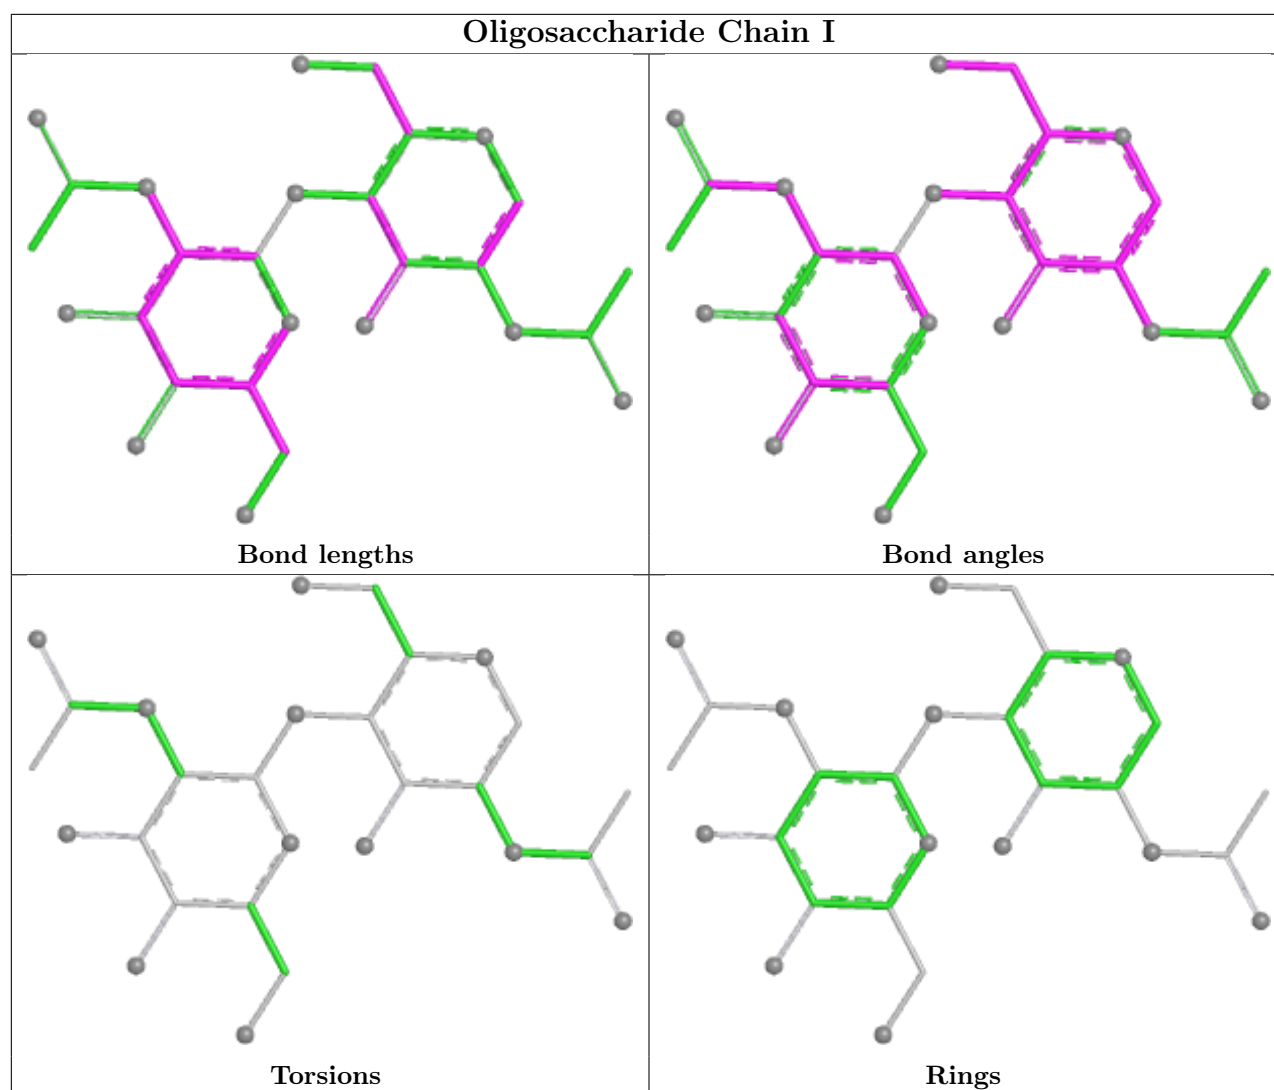 Oligosaccharide Chain I
Bond lengths
Bond angles
Torsions
Rings